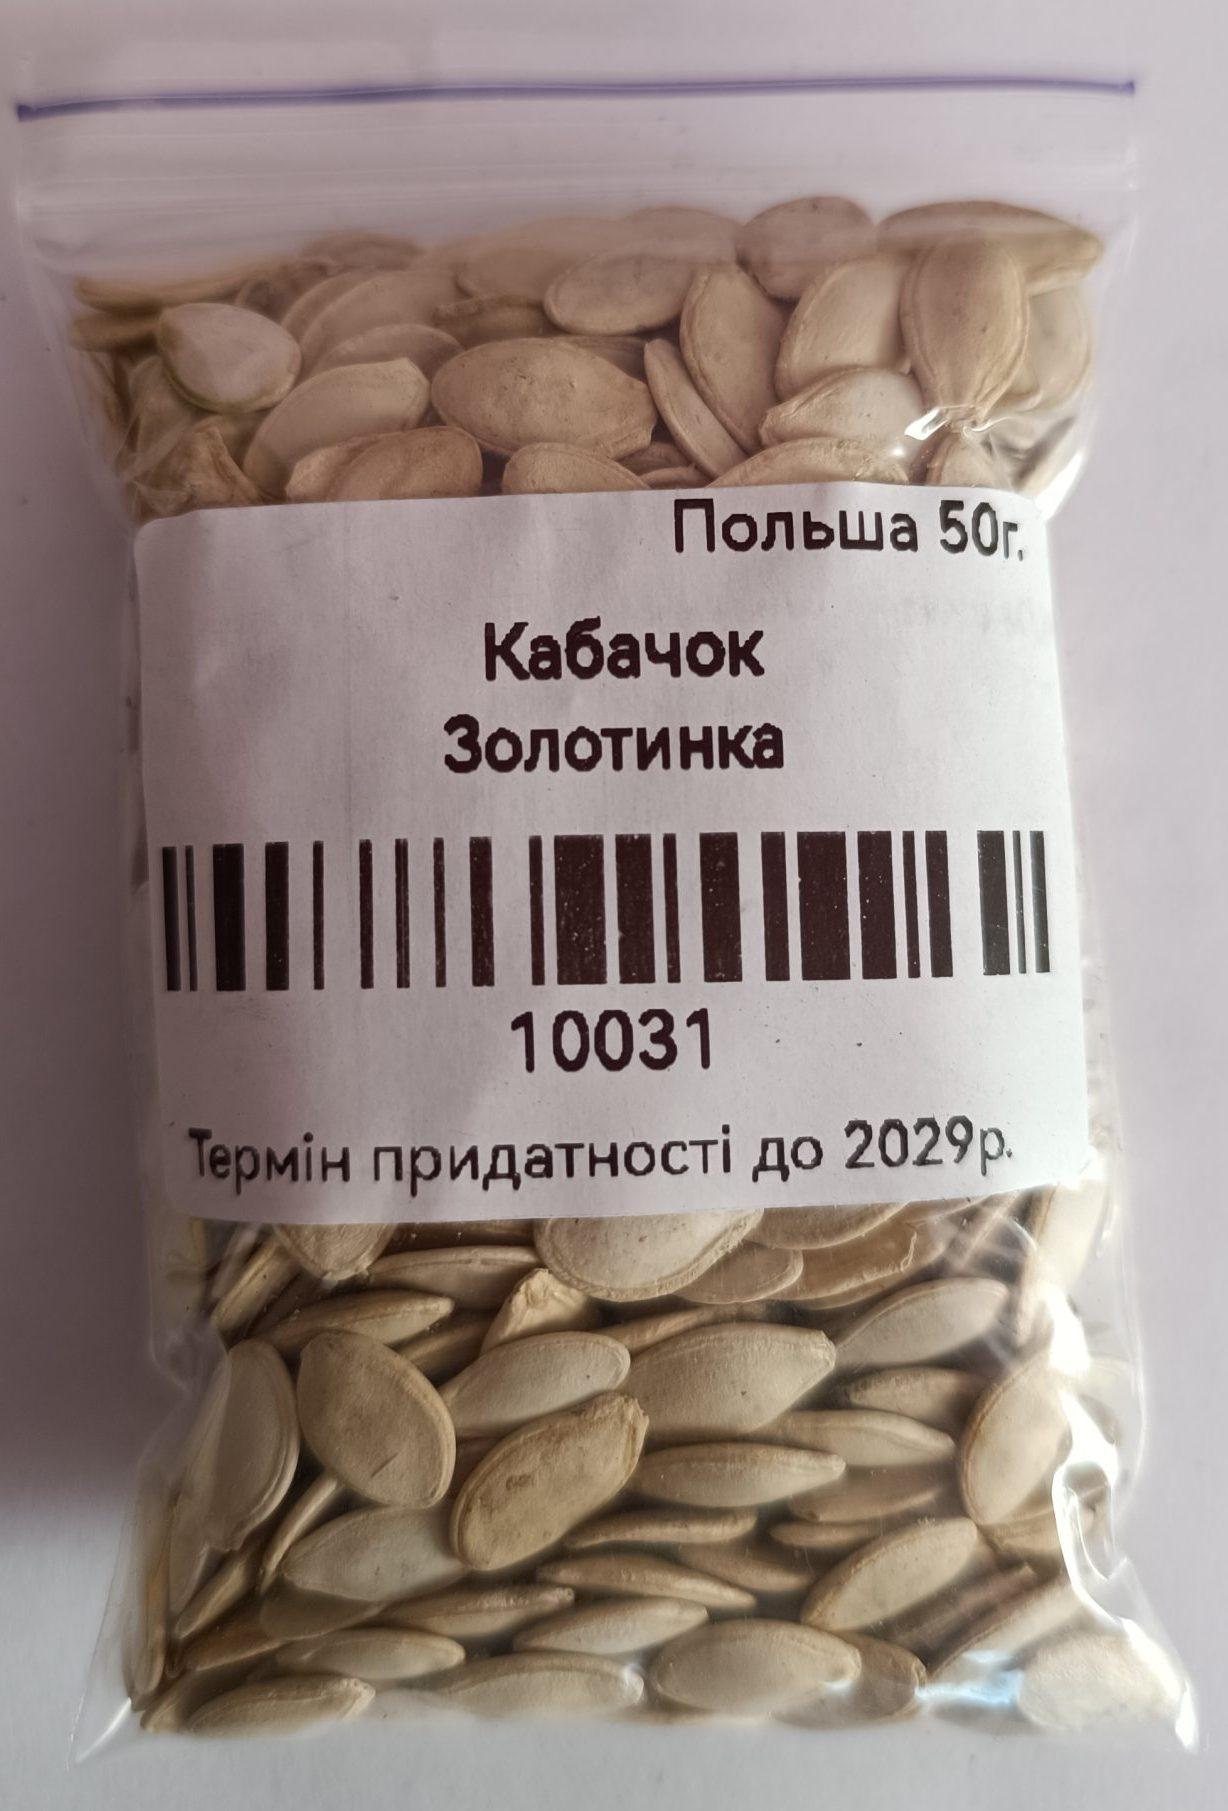 Польша 50г.
Кабачок
Золотинка
10031
Термін придатності до 2029р.